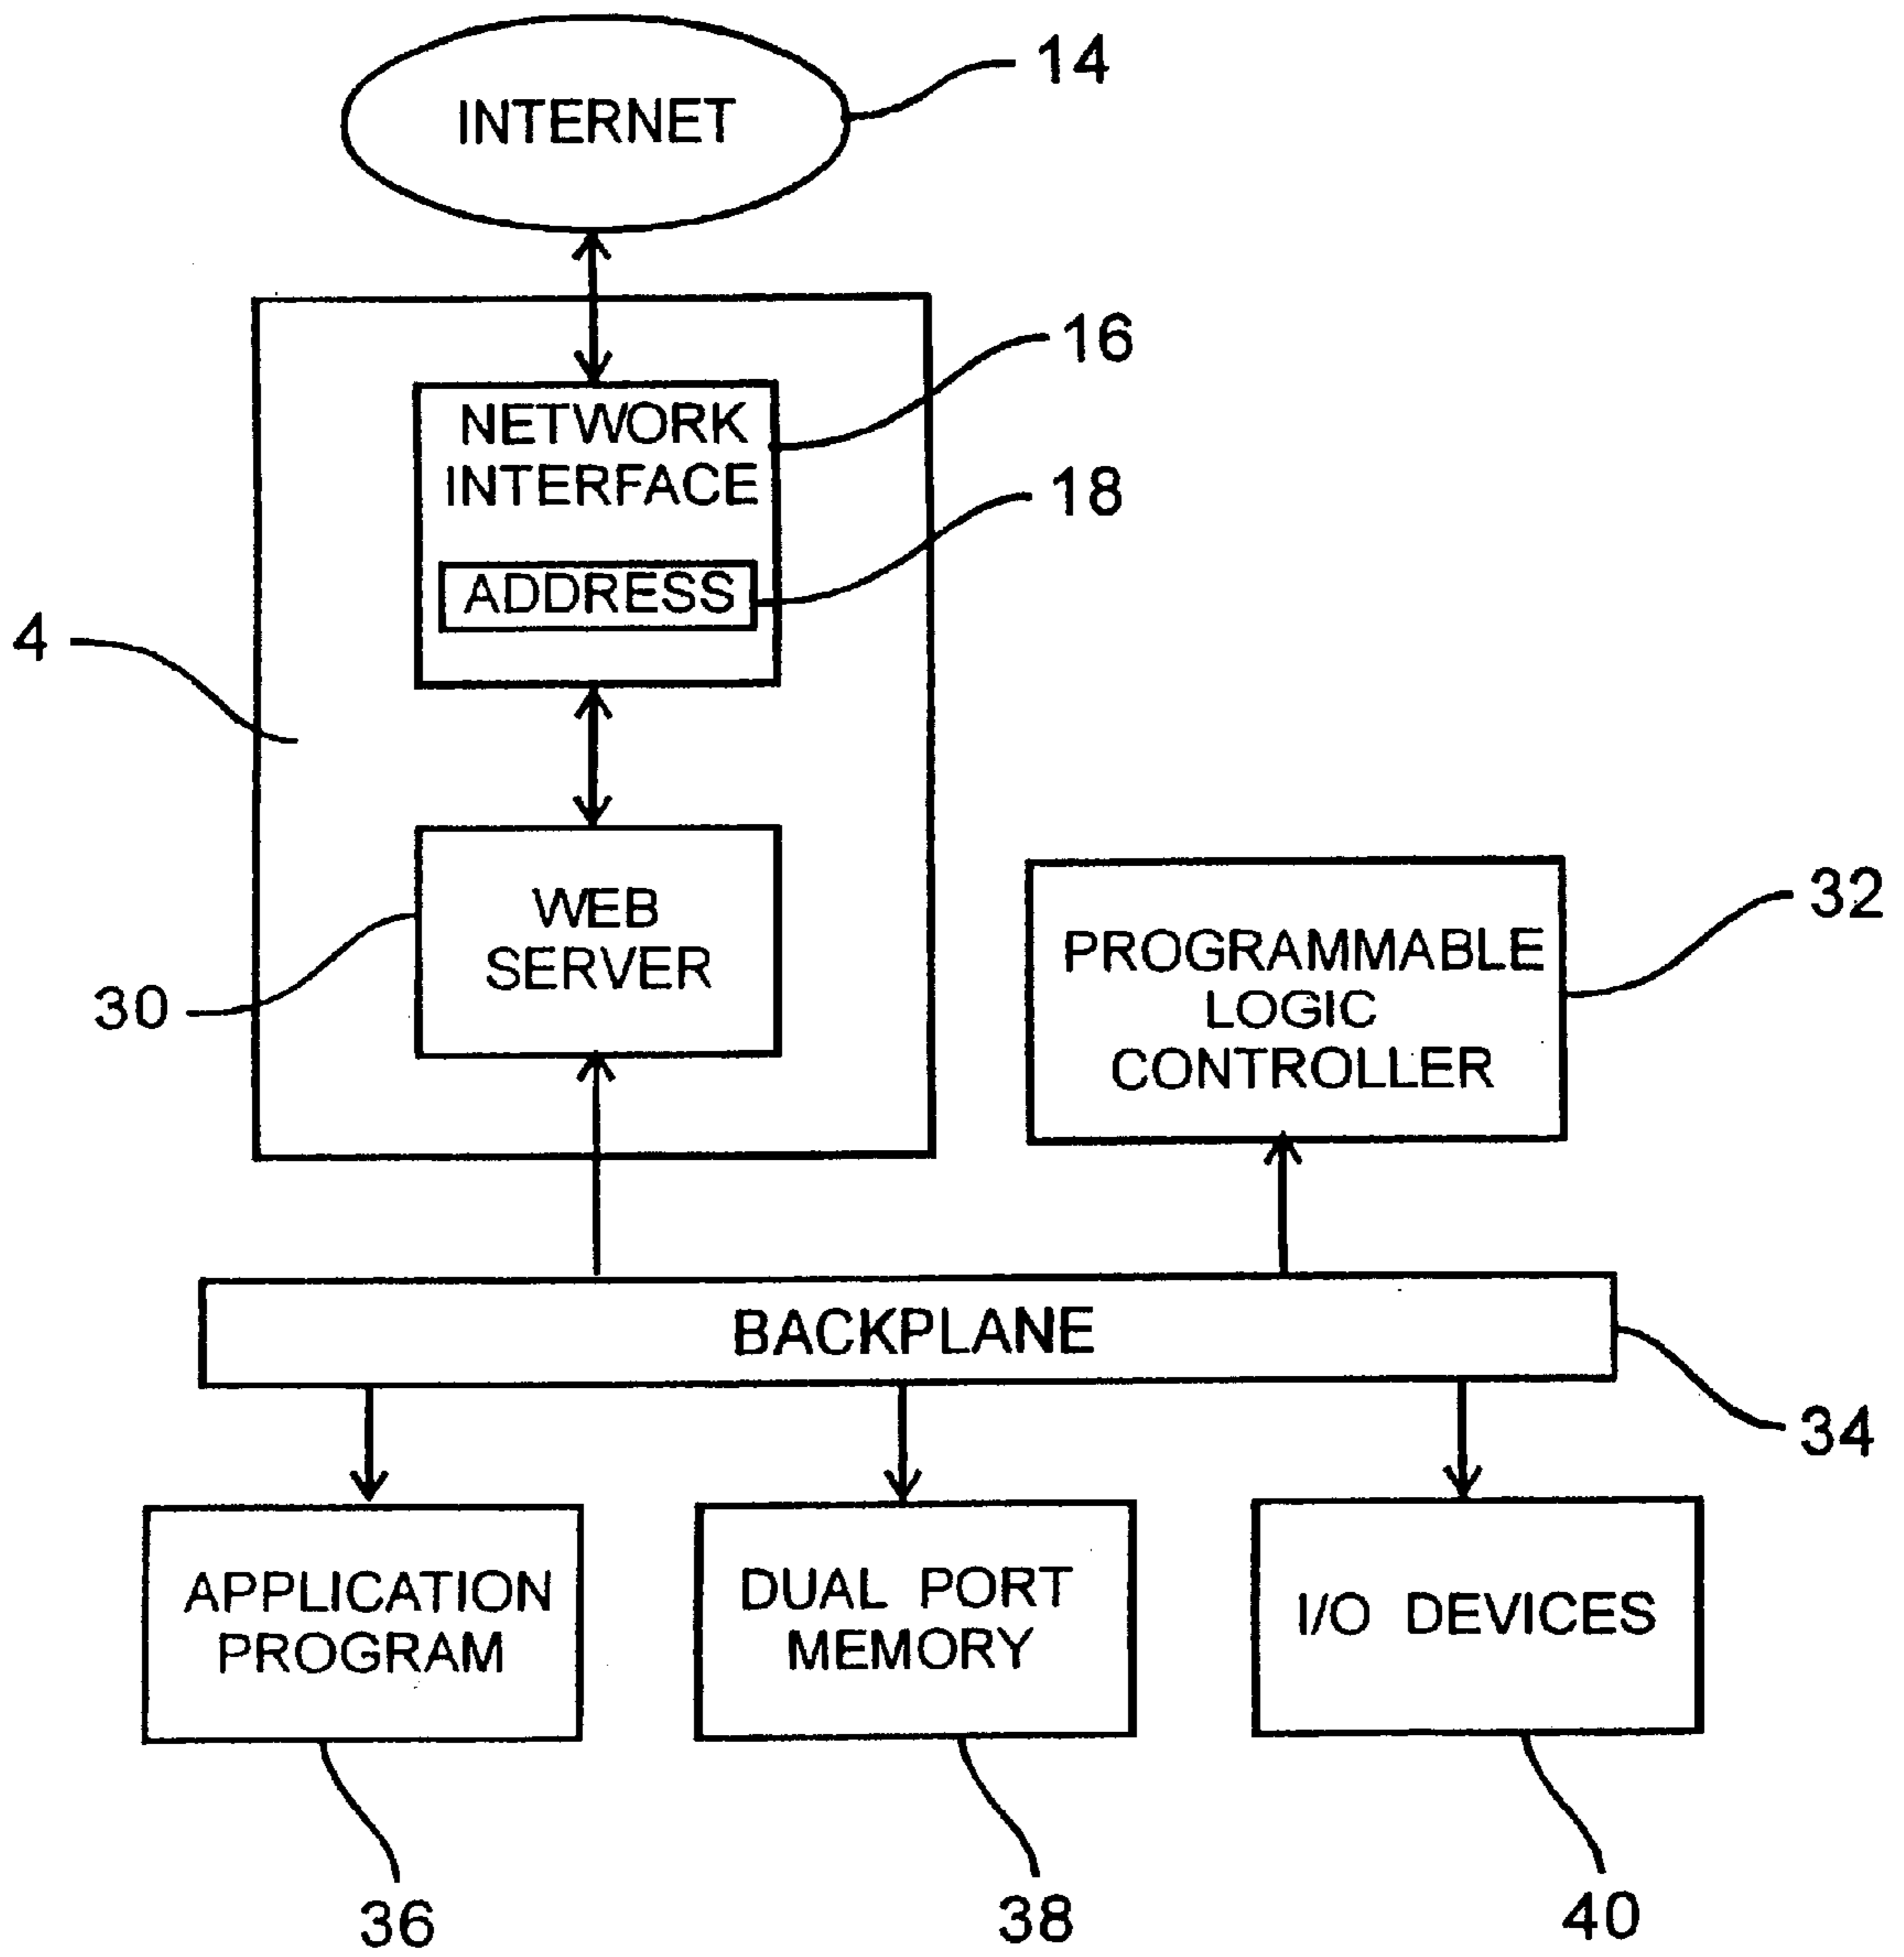 INTERNET
14
16
NETWORK
INTERFACE
18
ADDRESS
4
WEB
SERVER
30
PROGRAMMABLE
LOGIC
CONTROLLER
32
BACKPLANE
34
APPLICATION
PROGRAM
DUAL PORT
MEMORY
I/O DEVICES
36
38
40